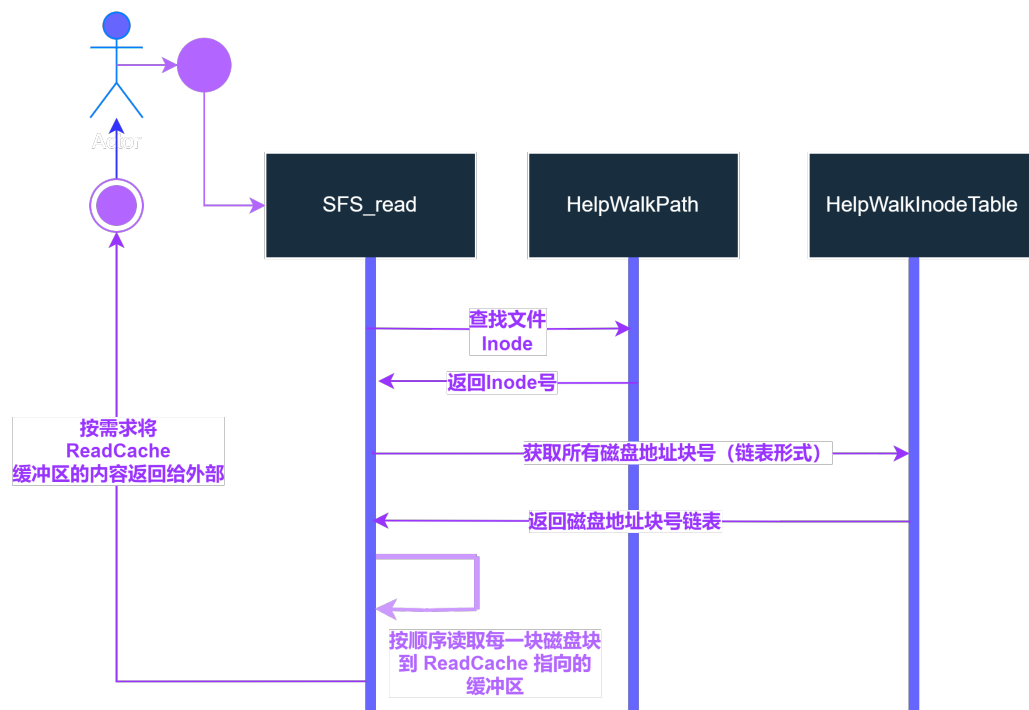 Actor
SFS_read
HelpWalkPath
HelpWalkInodeTable
查找文件
Inode
返回Inode号
按需求将
ReadCache
缓冲区的内容返回给外部
获取所有磁盘地址块号（链表形式）
返回磁盘地址块号链表
按顺序读取每一块磁盘块
到 ReadCache 指向的
缓冲区